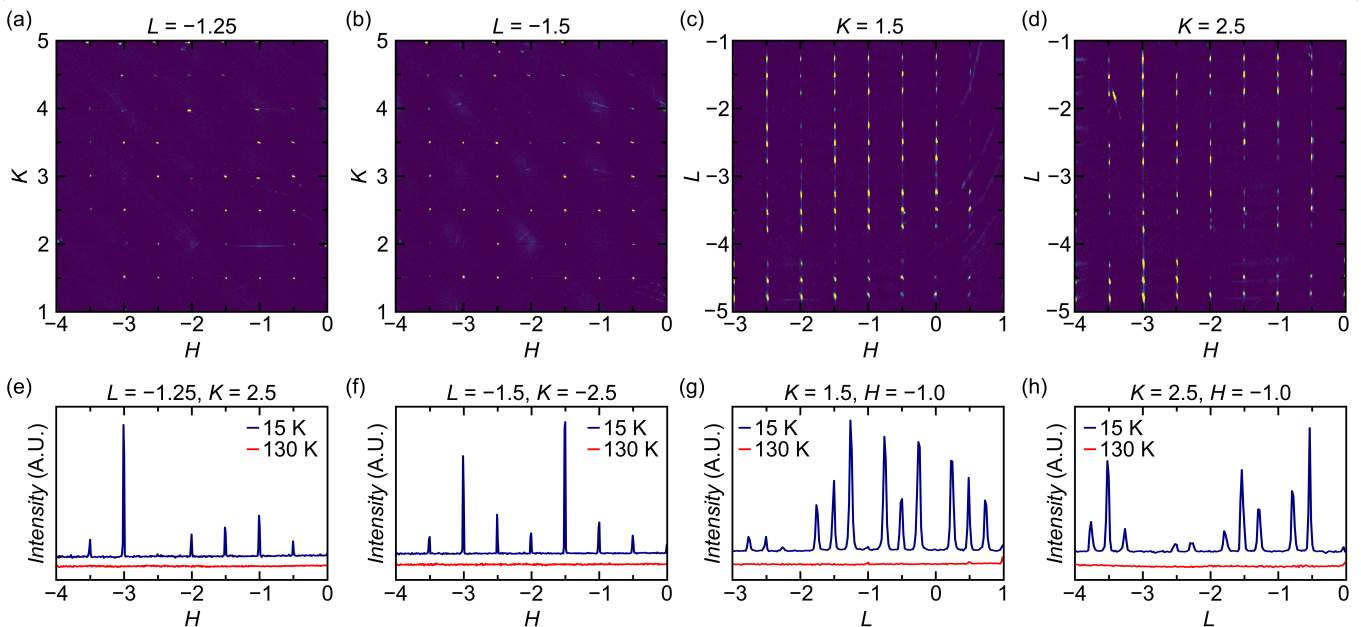 (a) L = −1.25
5
4
3
2
1
K
−4 −3 −2 −1 0
H
(b) L = −1.5
5
4
3
2
1
K
−4 −3 −2 −1 0
H
(c) K = 1.5
−1
−2
−3
−4
−5
L
−3 −2 −1 0 1
H
(d) K = 2.5
−1
−2
−3
−4
−5
L
−4 −3 −2 −1 0
H
(e) L = −1.25, K = 2.5
15 K
130 K
Intensity (A.U.)
−4 −3 −2 −1 0
H
(f) L = −1.5, K = −2.5
15 K
130 K
Intensity (A.U.)
−4 −3 −2 −1 0
H
(g) K = 1.5, H = −1.0
15 K
130 K
Intensity (A.U.)
−3 −2 −1 0 1
L
(h) K = 2.5, H = −1.0
15 K
130 K
Intensity (A.U.)
−4 −3 −2 −1 0
L